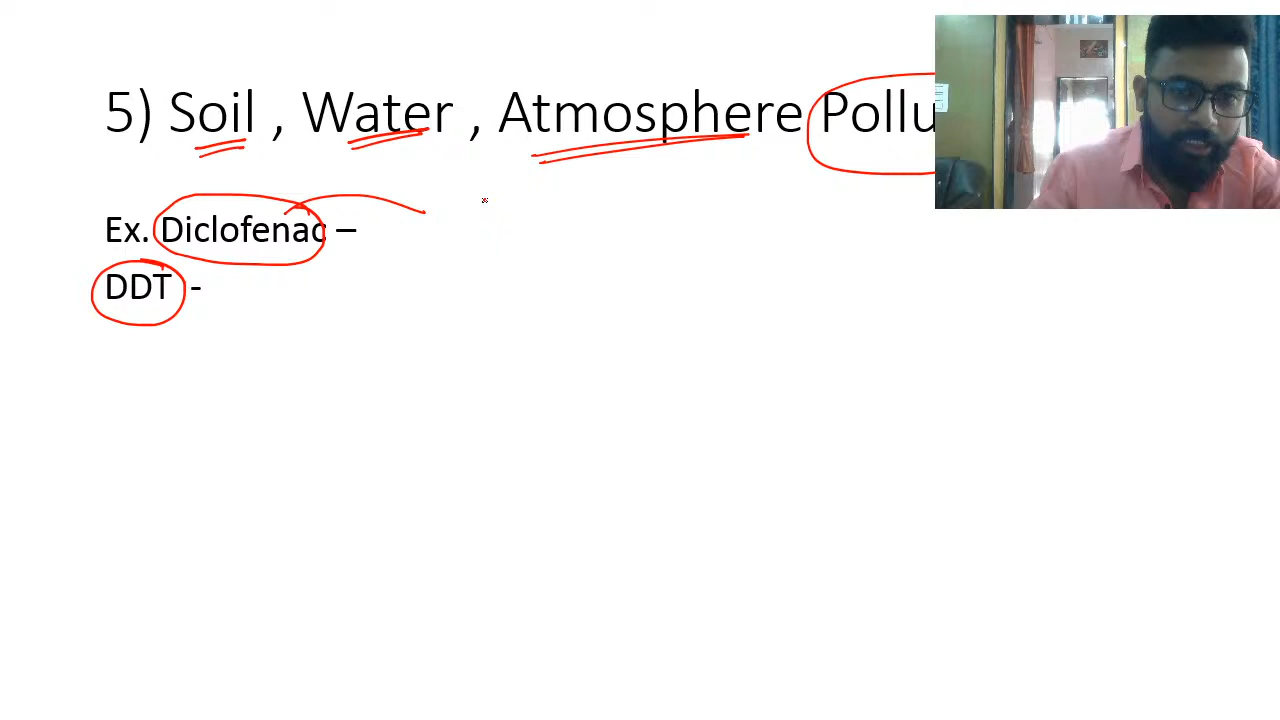 5) Soil , Water , Atmosphere Pollu
Ex. Diclofenac –
DDT -